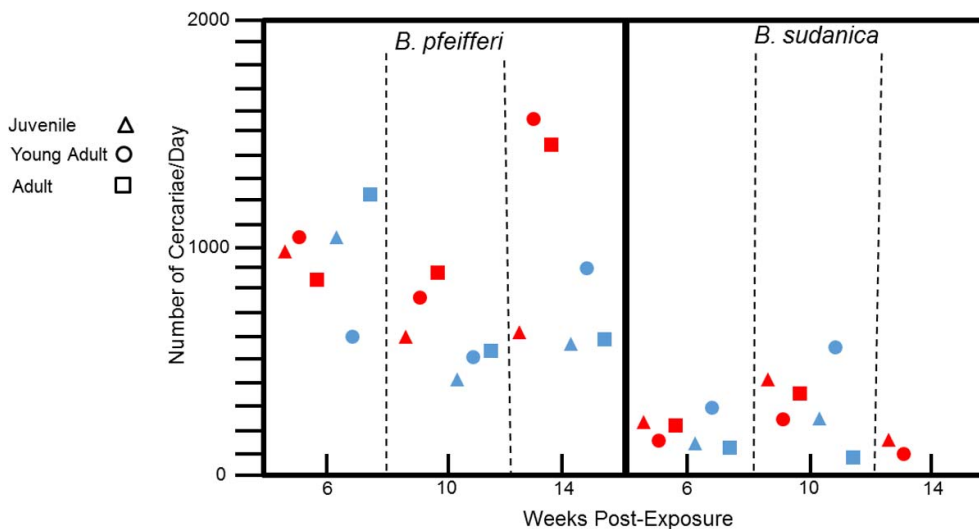 B. pfeifferi
B. sudanica
Juvenile
Young Adult
Adult
Number of Cercariae/Day
2000
1000
0
6
10
14
6
10
14
Weeks Post-Exposure